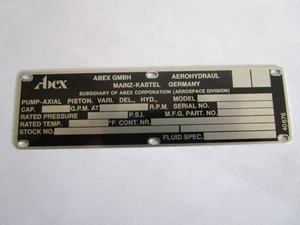 Abex
ABEX GMBH AEROHYDRAUL
MAINZ-KASTEL GERMANY
SUBSIDIARY OF ABEX CORPORATION (AEROSPACE DIVISION)
PUMP-AXIAL PISTON, VARI. DEL., HYD., MODEL
CAP. G.P.M. AT R.P.M. SERIAL NO.
RATED PRESSURE P.S.I. M.F.G. PART NO.
RATED TEMP. °F CONT. NR.
STOCK NO. FLUID SPEC.
40676